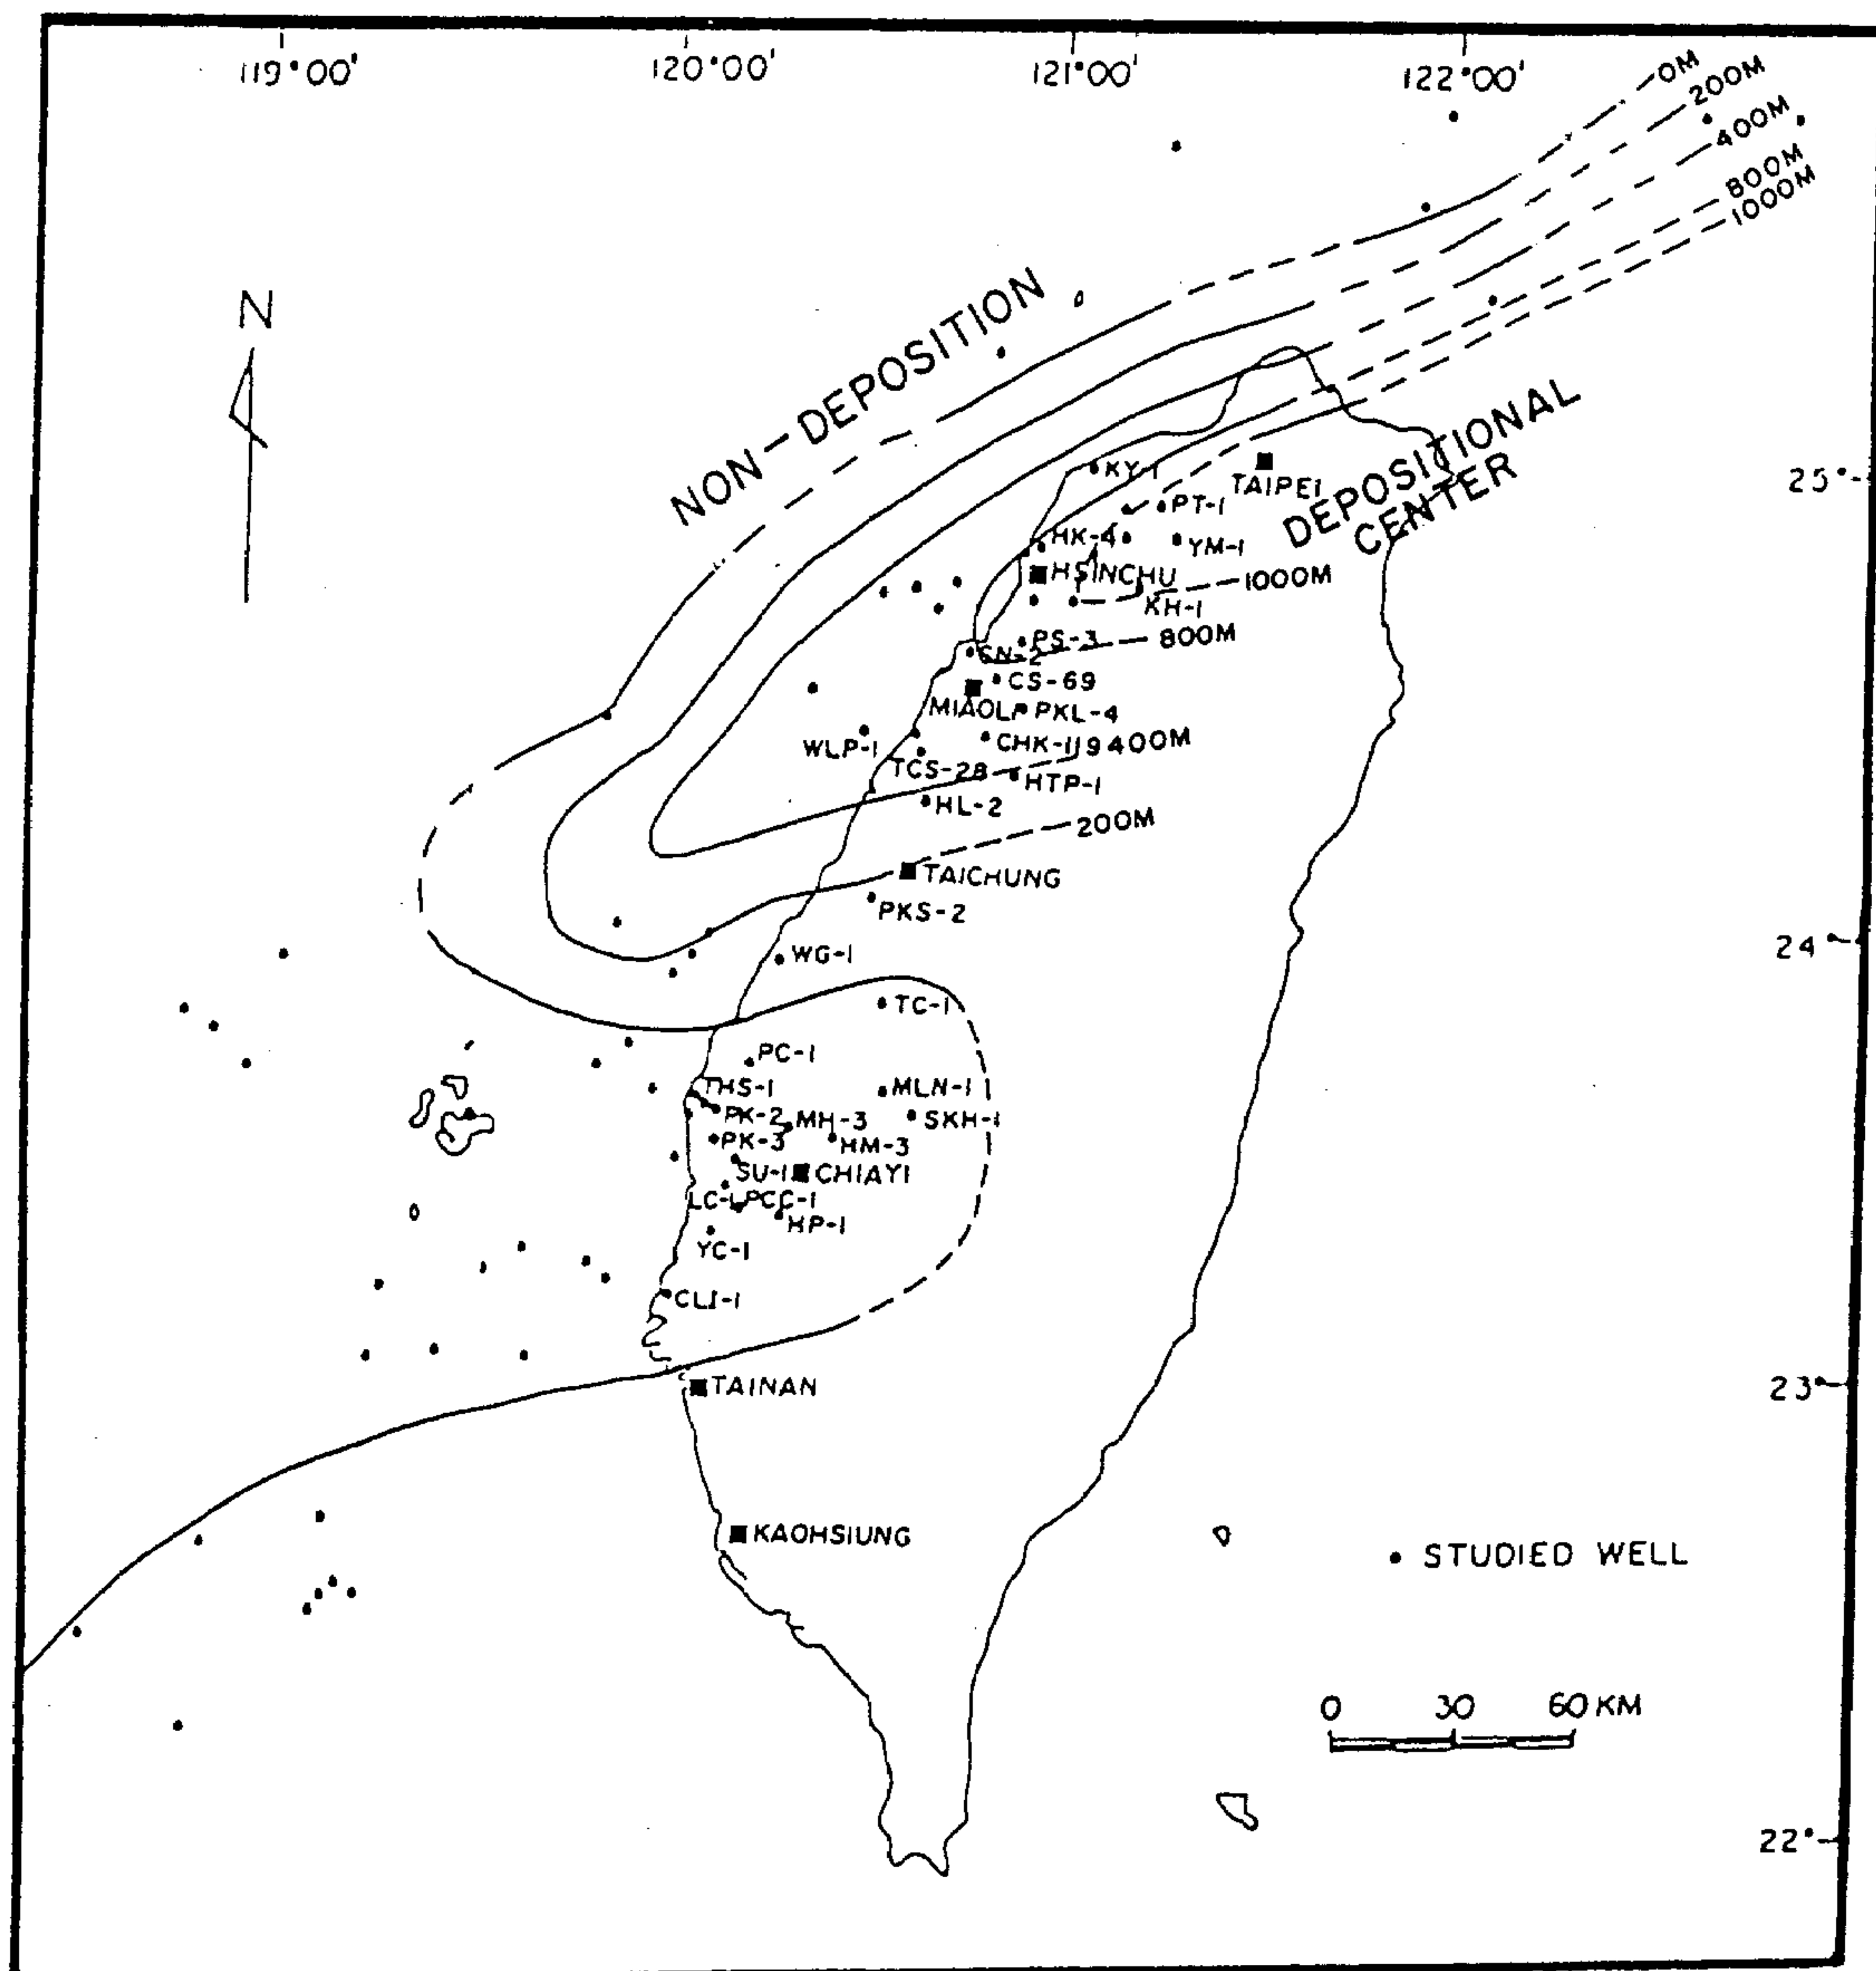 119°00'
120°00'
121°00'
122°00'
0M
200M
400M
800M
1000M
N
NON-DEPOSITION
DEPOSITIONAL
CENTER
KY-1
TAIPEI
25°
PT-1
HK-4
YM-1
HSINCHU
1000M
KH-1
PS-3
800M
CN-2
CS-69
MIAOLI
PKL-4
WLP-1
CHK-119
400M
TCS-28
HTP-1
HL-2
200M
TAICHUNG
PKS-2
24°
WG-1
TC-1
PC-1
THS-1
MLN-1
PK-2
MH-3
SKH-1
PK-3
HM-3
SU-1
CHIAYI
LC-1
PCC-1
HP-1
YC-1
TAINAN
23°
KAOHSIUNG
STUDIED WELL
0 30 60 KM
22°